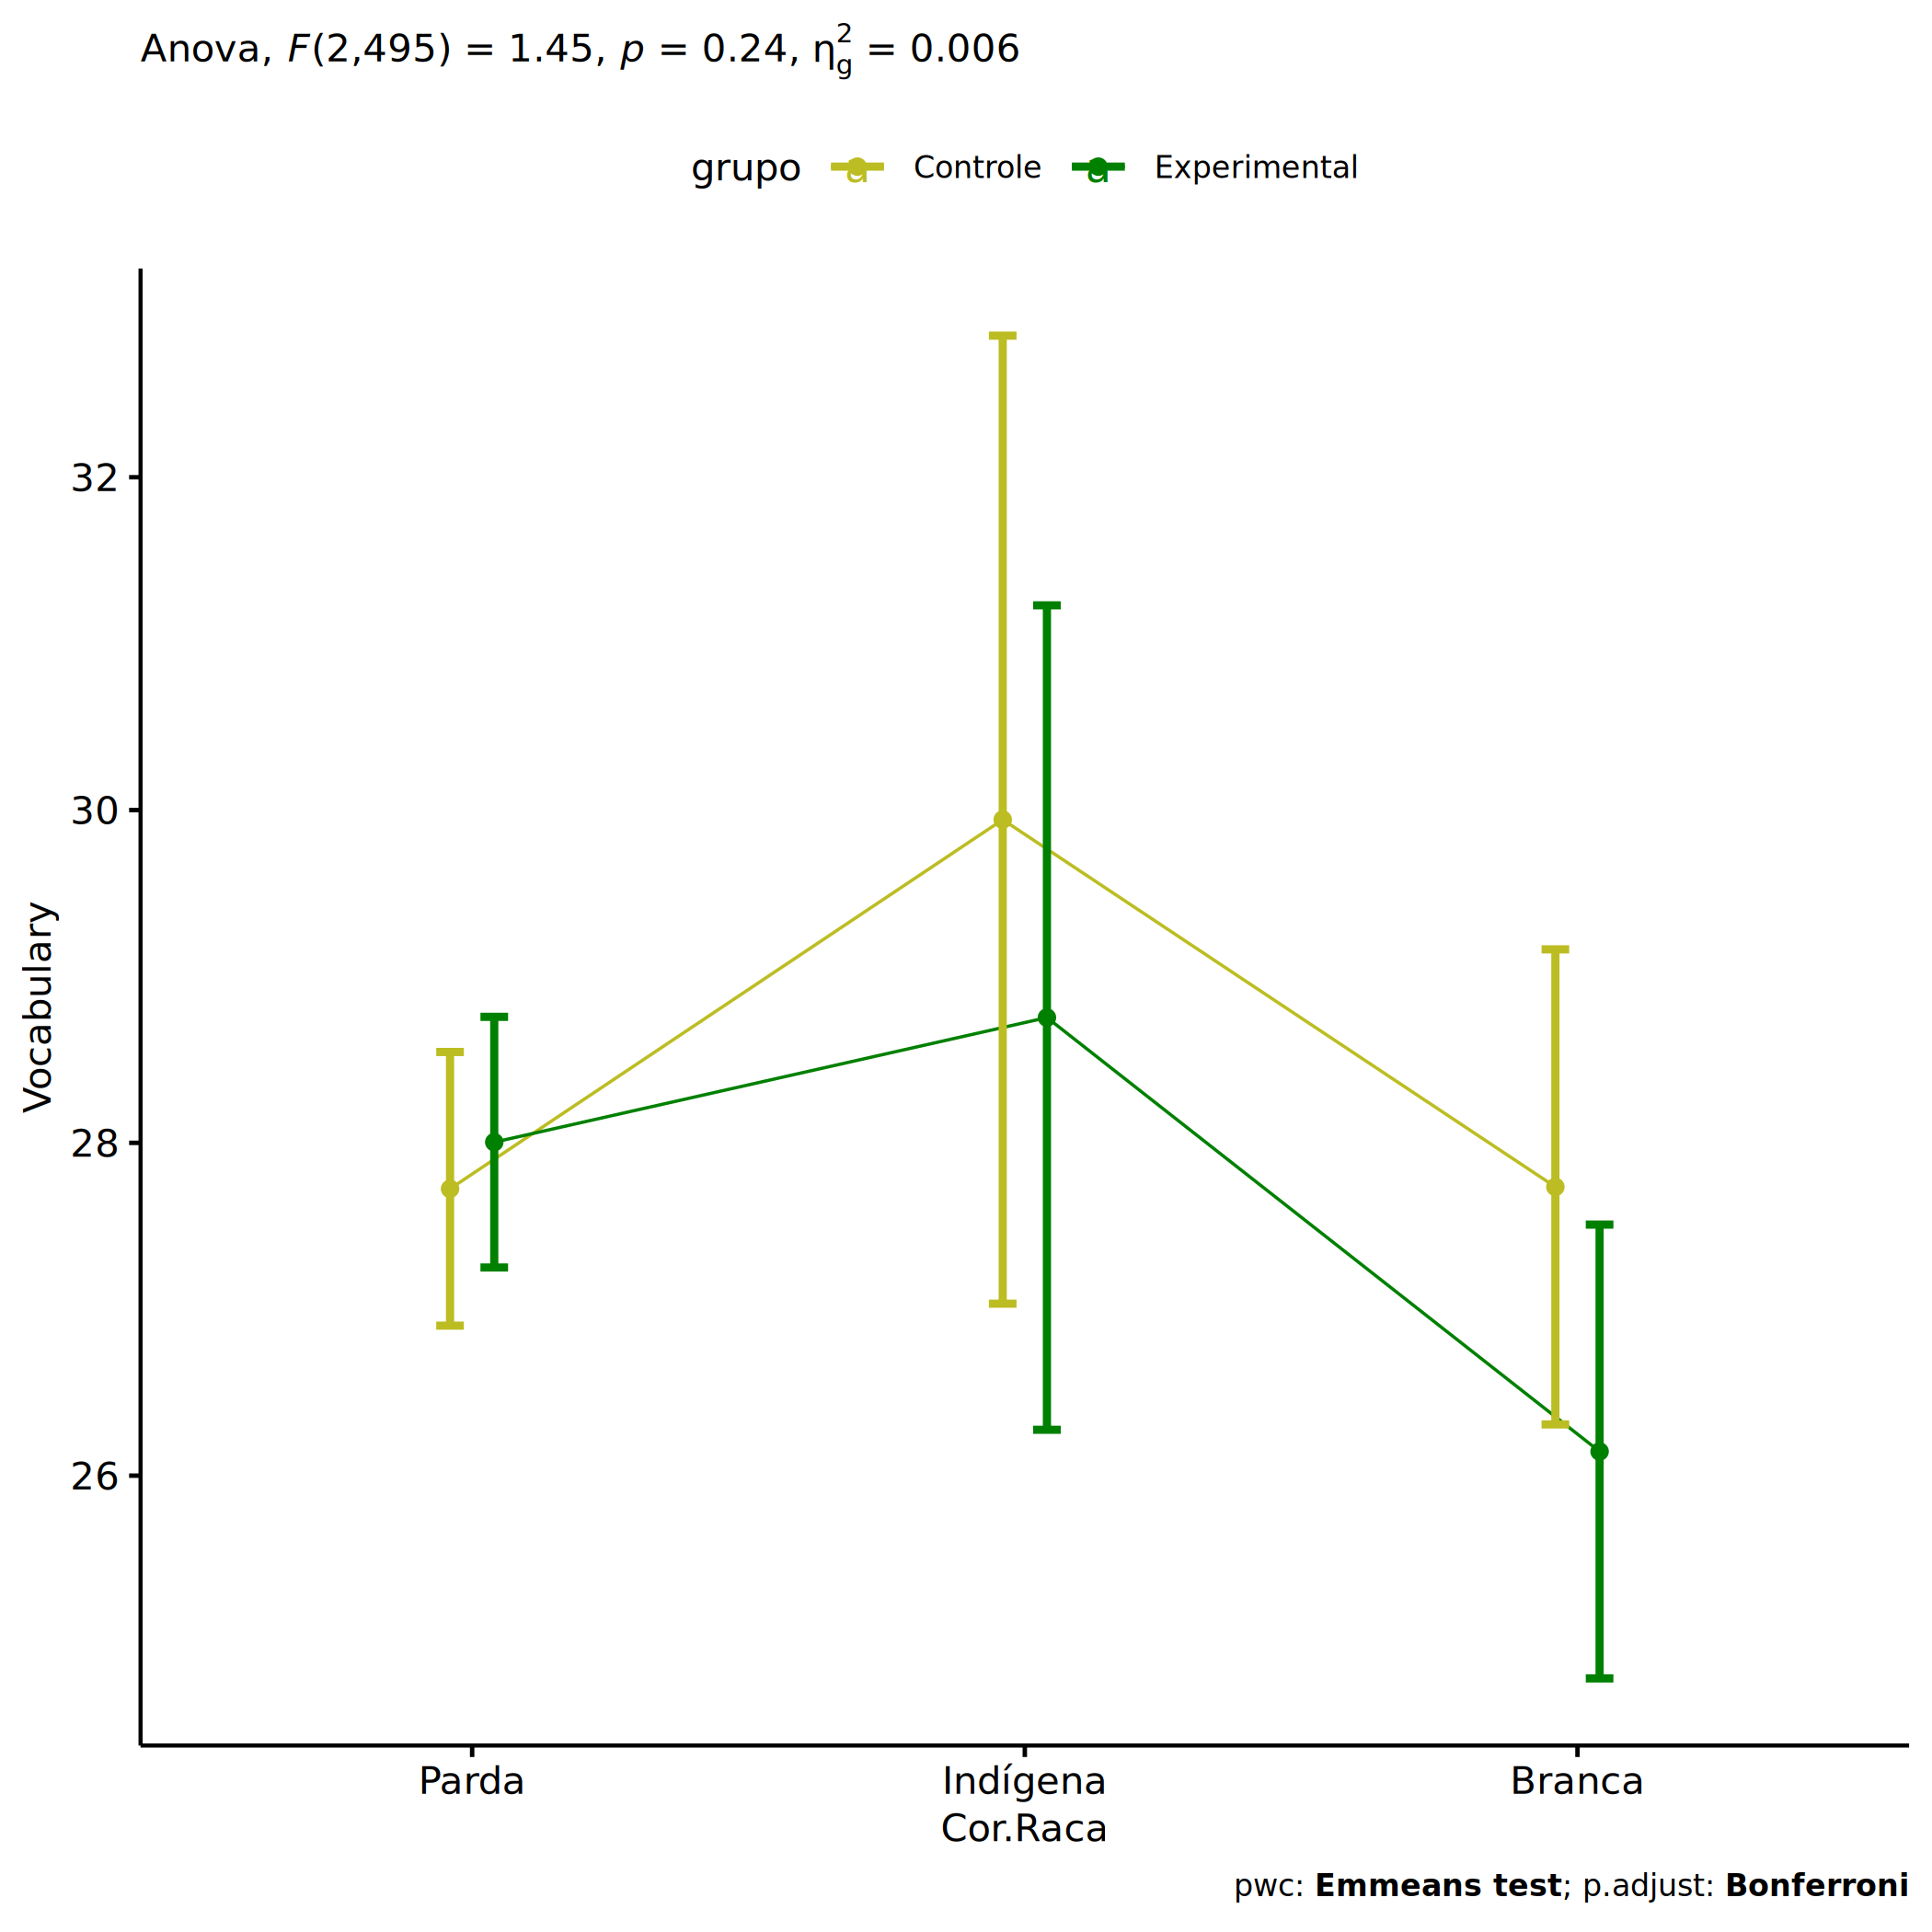 Anova, F(2,495) = 1.45, p = 0.24, η²g = 0.006
grupo Controle Experimental
32
30
28
26
Vocabulary
Parda Indígena Branca
Cor.Raca
pwc: Emmeans test; p.adjust: Bonferroni